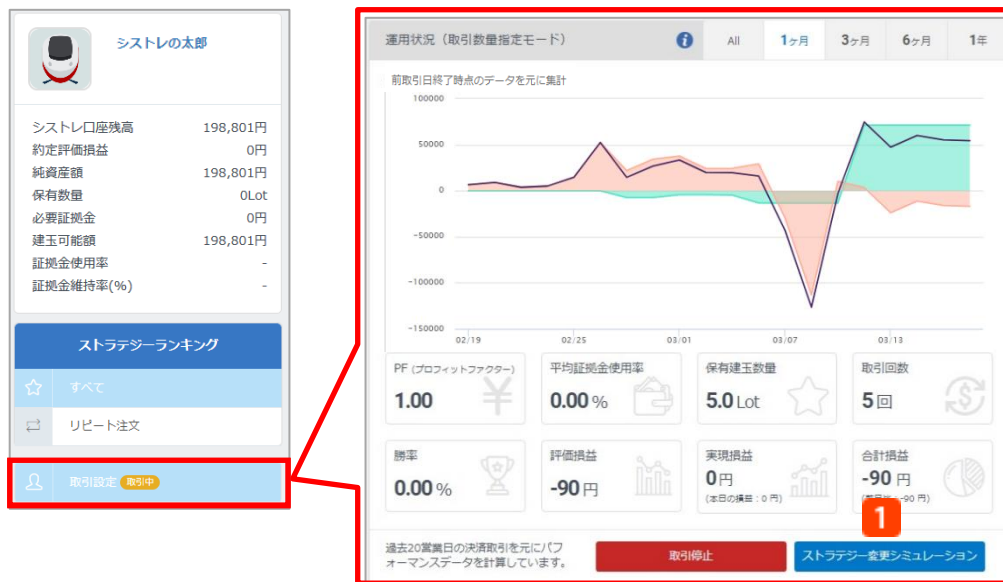 シストレの太郎
シストレ口座残高 198,801円
約定評価損益 0円
純資産額 198,801円
保有数量 0Lot
必要証拠金 0円
建玉可能額 198,801円
証拠金使用率 -
証拠金維持率(%) -
ストラテジーランキング
すべて
リピート注文
取引設定 取引中
運用状況（取引数量指定モード） i All 1ヶ月 3ヶ月 6ヶ月 1年
前取引日終了時点のデータを元に集計
100000
50000
0
-50000
-100000
-150000
02/19 02/25 03/01 03/07 03/13
PF (プロフィットファクター) 平均証拠金使用率 保有建玉数量 取引回数
1.00 0.00 % 5.0 Lot 5 回
勝率 評価損益 実現損益 合計損益
0.00 % -90 円 0 円 -90 円
(本日の損益：0 円) -90 円)
1
過去20営業日の決済取引を元にパフ
ォーマンスデータを計算しています。
取引停止 ストラテジー変更シミュレーション